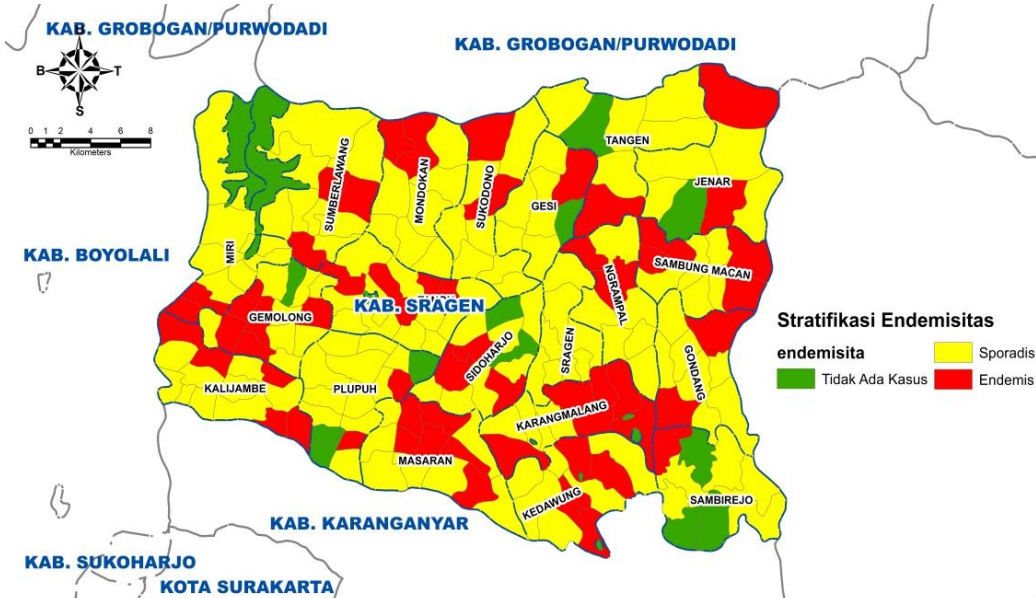 KAB. GROBOGAN/PURWODADI
KAB. GROBOGAN/PURWODADI
B
B T
S
0 1 2 4 6 8
Kilometers
TANGEN
JENAR
SUMBERLAWANG
MONDOKAN
SUKODONO
GESI
MIRI
KAB. BOYOLALI
SAMBUNG MACAN
NGRAMPAL
KAB. SRAGEN
GEMOLONG
SIDOHARJO
SRAGEN
GONDANG
KALIJAMBE
PLUPUH
KARANGMALANG
MASARAN
KEDAWUNG
SAMBIREJO
KAB. KARANGANYAR
KAB. SUKOHARJO
KOTA SURAKARTA
Stratifikasi Endemisitas
endemisita
Sporadis
Tidak Ada Kasus
Endemis